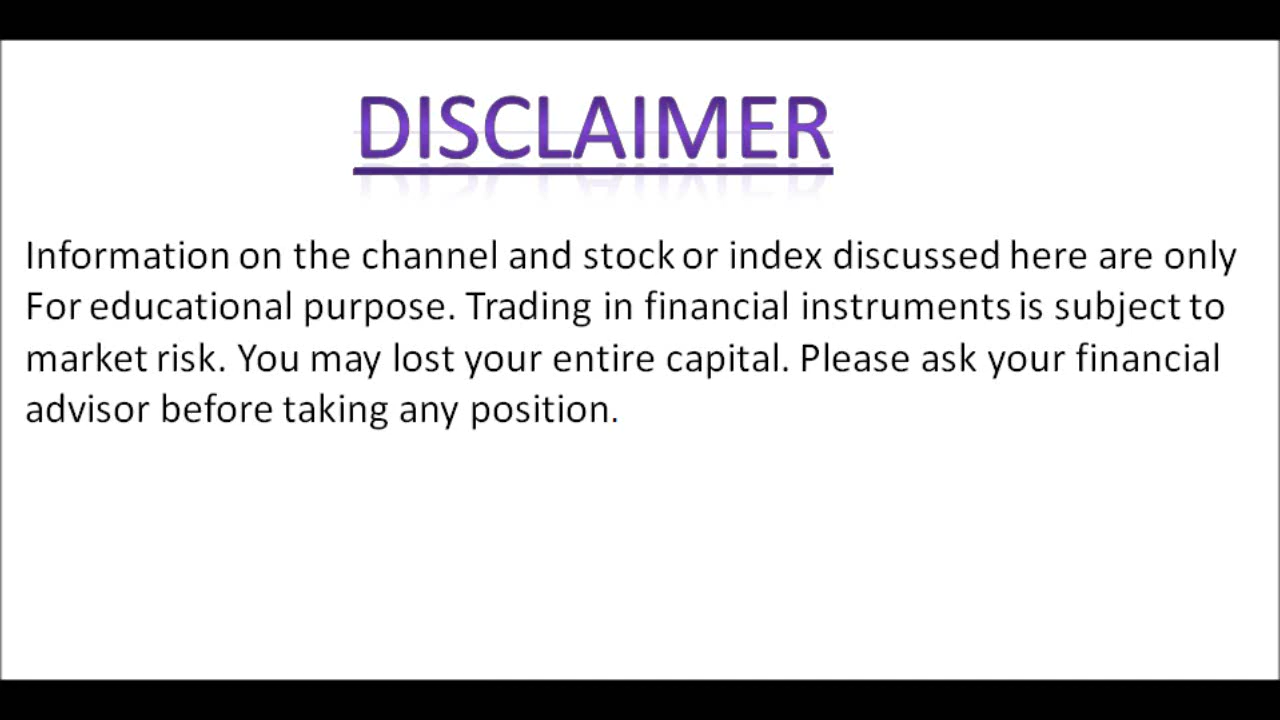 DISCLAIMER
Information on the channel and stock or index discussed here are only
For educational purpose. Trading in financial instruments is subject to
market risk. You may lost your entire capital. Please ask your financial
advisor before taking any position.